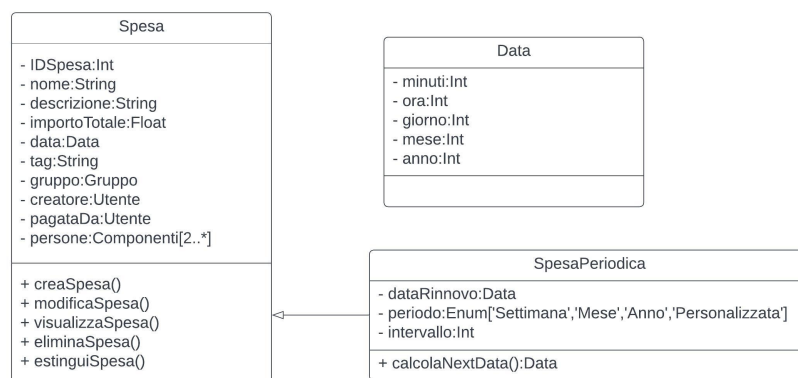 Spesa
- IDSpesa:Int
- nome:String
- descrizione:String
- importoTotale:Float
- data:Data
- tag:String
- gruppo:Gruppo
- creatore:Utente
- pagataDa:Utente
- persone:Componenti[2..*]
+ creaSpesa()
+ modificaSpesa()
+ visualizzaSpesa()
+ eliminaSpesa()
+ estinguiSpesa()
Data
- minuti:Int
- ora:Int
- giorno:Int
- mese:Int
- anno:Int
SpesaPeriodica
- dataRinnovo:Data
- periodo:Enum['Settimana','Mese','Anno','Personalizzata']
- intervallo:Int
+ calcolaNextData():Data